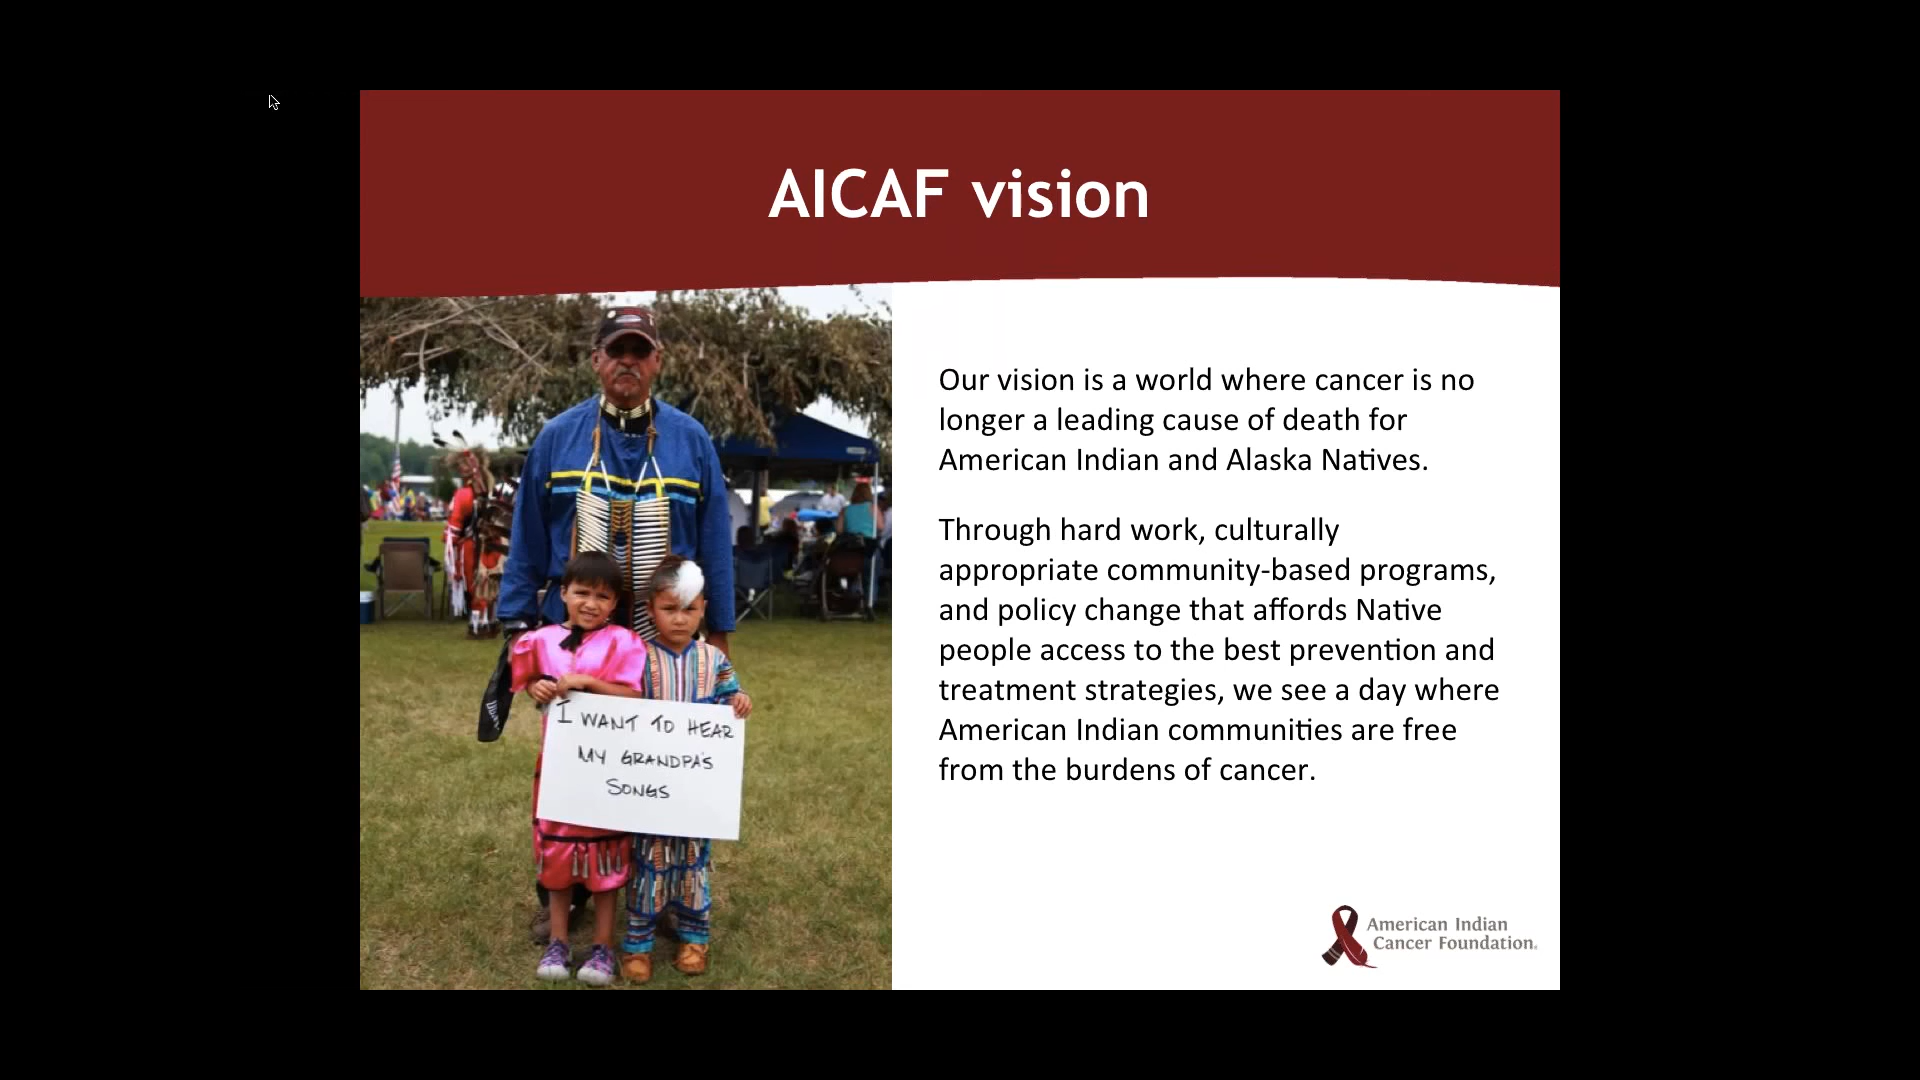 AICAF vision
Our vision is a world where cancer is no
longer a leading cause of death for
American Indian and Alaska Natives.
Through hard work, culturally
appropriate community-based programs,
and policy change that affords Native
people access to the best prevention and
treatment strategies, we see a day where
American Indian communities are free
from the burdens of cancer.
I WANT TO HEAR
MY GRANDPA'S
SONGS
American Indian
Cancer Foundation.